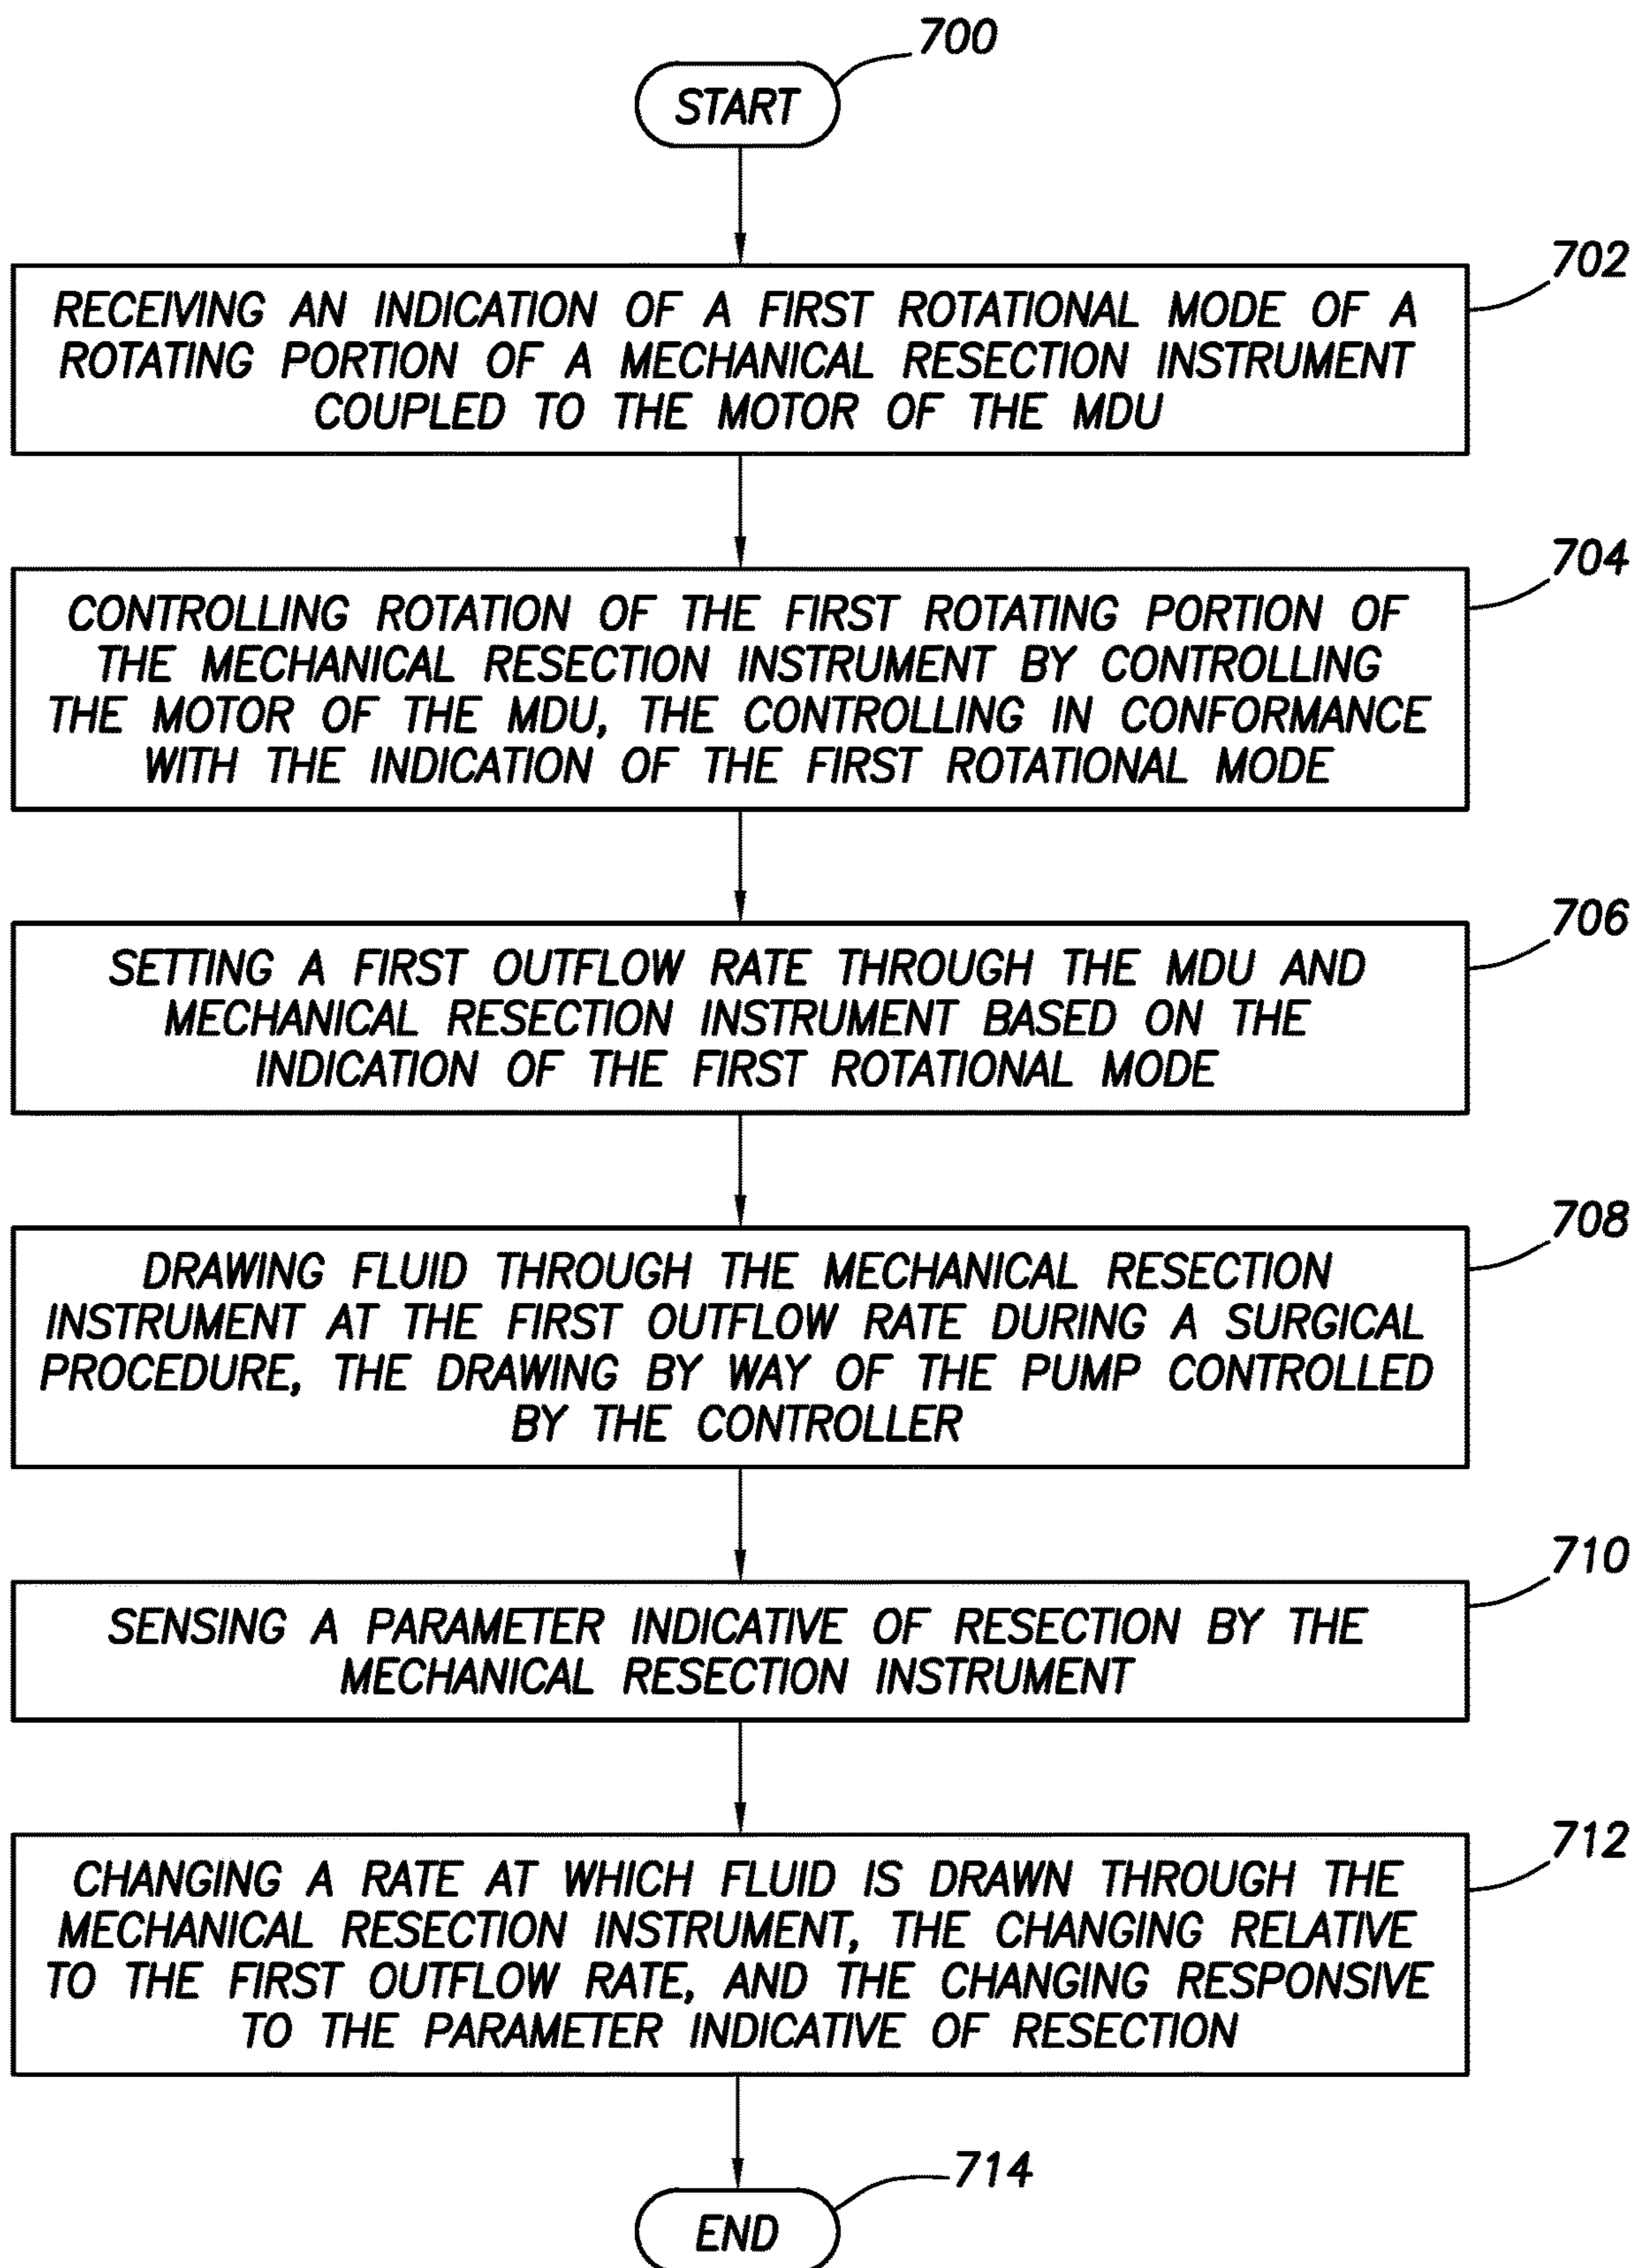 700
START
702
RECEIVING AN INDICATION OF A FIRST ROTATIONAL MODE OF A
ROTATING PORTION OF A MECHANICAL RESECTION INSTRUMENT
COUPLED TO THE MOTOR OF THE MDU
704
CONTROLLING ROTATION OF THE FIRST ROTATING PORTION OF
THE MECHANICAL RESECTION INSTRUMENT BY CONTROLLING
THE MOTOR OF THE MDU, THE CONTROLLING IN CONFORMANCE
WITH THE INDICATION OF THE FIRST ROTATIONAL MODE
706
SETTING A FIRST OUTFLOW RATE THROUGH THE MDU AND
MECHANICAL RESECTION INSTRUMENT BASED ON THE
INDICATION OF THE FIRST ROTATIONAL MODE
708
DRAWING FLUID THROUGH THE MECHANICAL RESECTION
INSTRUMENT AT THE FIRST OUTFLOW RATE DURING A SURGICAL
PROCEDURE, THE DRAWING BY WAY OF THE PUMP CONTROLLED
BY THE CONTROLLER
710
SENSING A PARAMETER INDICATIVE OF RESECTION BY THE
MECHANICAL RESECTION INSTRUMENT
712
CHANGING A RATE AT WHICH FLUID IS DRAWN THROUGH THE
MECHANICAL RESECTION INSTRUMENT, THE CHANGING RELATIVE
TO THE FIRST OUTFLOW RATE, AND THE CHANGING RESPONSIVE
TO THE PARAMETER INDICATIVE OF RESECTION
714
END